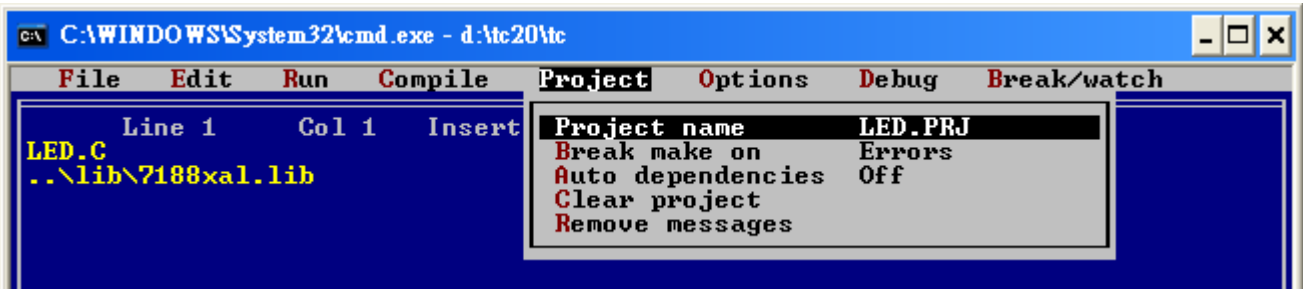 C:\WINDOWS\System32\cmd.exe - d:\tc20\tc
File Edit Run Compile Project Options Debug Break/watch
Line 1 Col 1 Insert
LED.C
..\lib\7188xal.lib
Project name LED.PRJ
Break make on Errors
Auto dependencies Off
Clear project
Remove messages